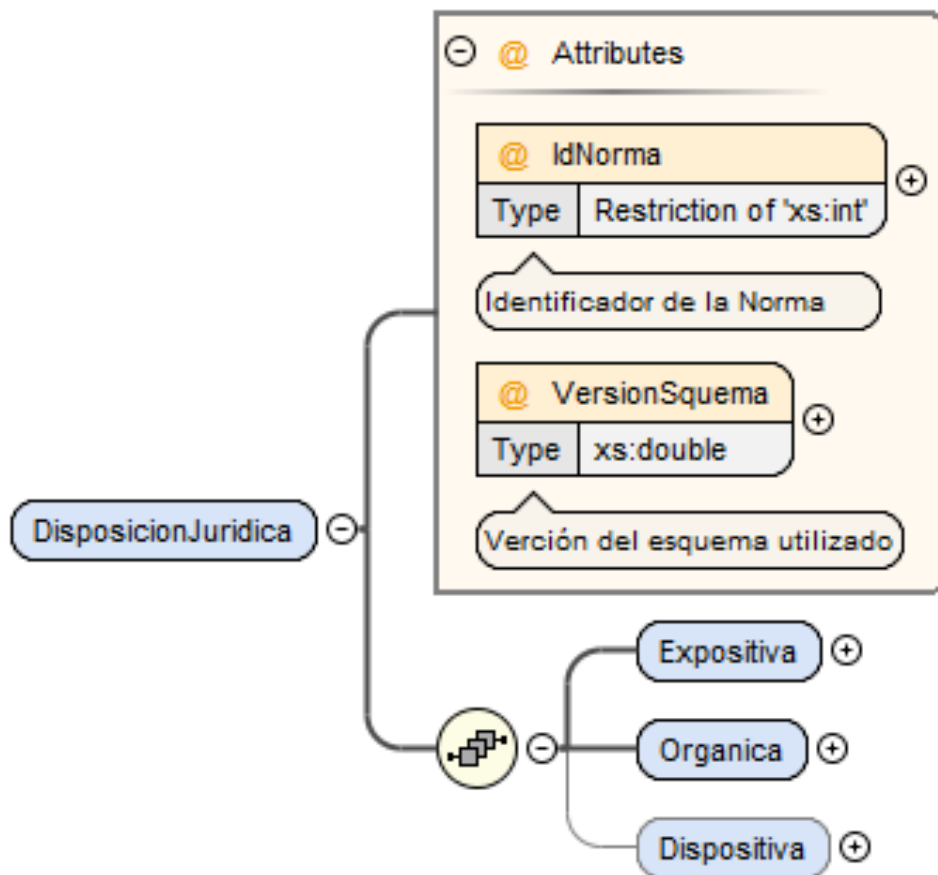 @ Attributes
@ IdNorma
Type Restriction of 'xs:int'
Identificador de la Norma
@ VersionSquema
Type xs:double
Verción del esquema utilizado
DisposicionJuridica
Expositiva
Organica
Dispositiva